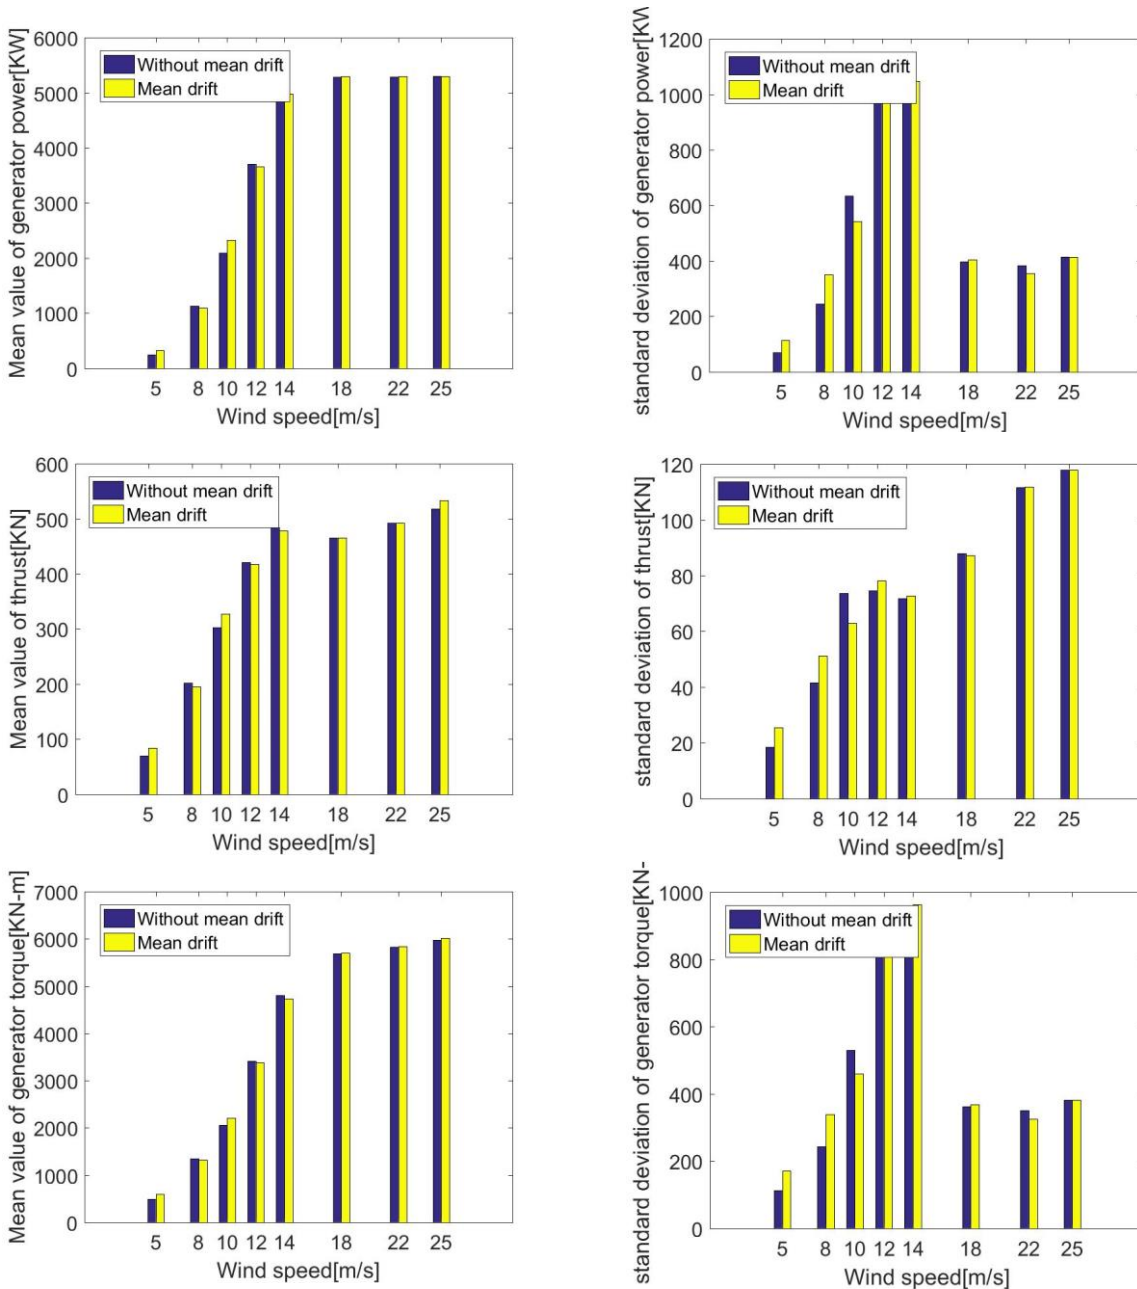 Mean value of generator power[KW]
6000
5000
4000
3000
2000
1000
0
Without mean drift
Mean drift
5 8 10 12 14 18 22 25
Wind speed[m/s]
standard deviation of generator power[KW
1200
1000
800
600
400
200
0
Without mean drift
Mean drift
5 8 10 12 14 18 22 25
Wind speed[m/s]
Mean value of thrust[KN]
600
500
400
300
200
100
0
Without mean drift
Mean drift
5 8 10 12 14 18 22 25
Wind speed[m/s]
standard deviation of thrust[KN]
120
100
80
60
40
20
0
Without mean drift
Mean drift
5 8 10 12 14 18 22 25
Wind speed[m/s]
Mean value of generator torque[KN-m]
7000
6000
5000
4000
3000
2000
1000
0
Without mean drift
Mean drift
5 8 10 12 14 18 22 25
Wind speed[m/s]
standard deviation of generator torque[KN-
1000
800
600
400
200
0
Without mean drift
Mean drift
5 8 10 12 14 18 22 25
Wind speed[m/s]